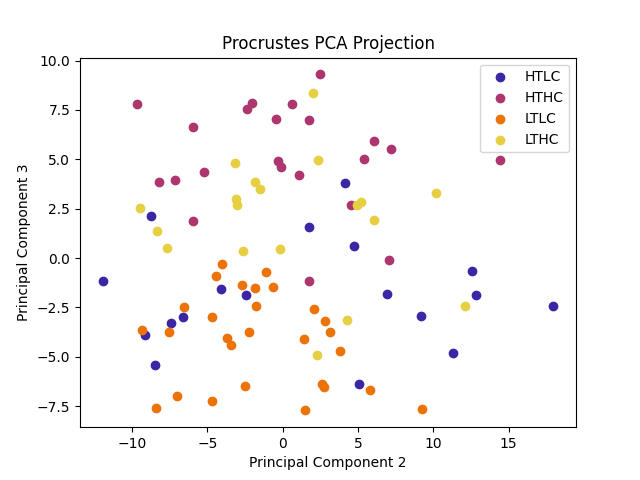 Procrustes PCA Projection
HTLC
HTHC
LTLC
LTHC
Principal Component 3
10.0
7.5
5.0
2.5
0.0
−2.5
−5.0
−7.5
−10
−5
0
5
10
15
Principal Component 2